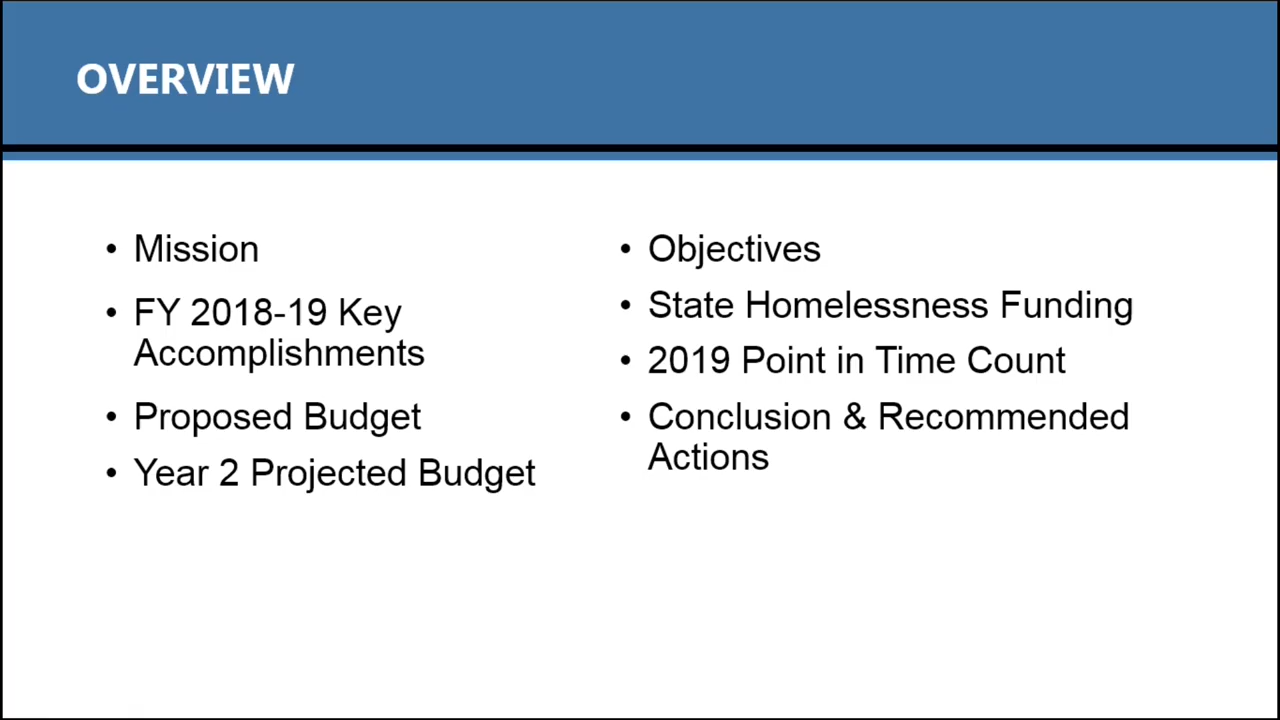 OVERVIEW
• Mission
• FY 2018-19 Key
Accomplishments
• Proposed Budget
• Year 2 Projected Budget
• Objectives
• State Homelessness Funding
• 2019 Point in Time Count
• Conclusion & Recommended
Actions